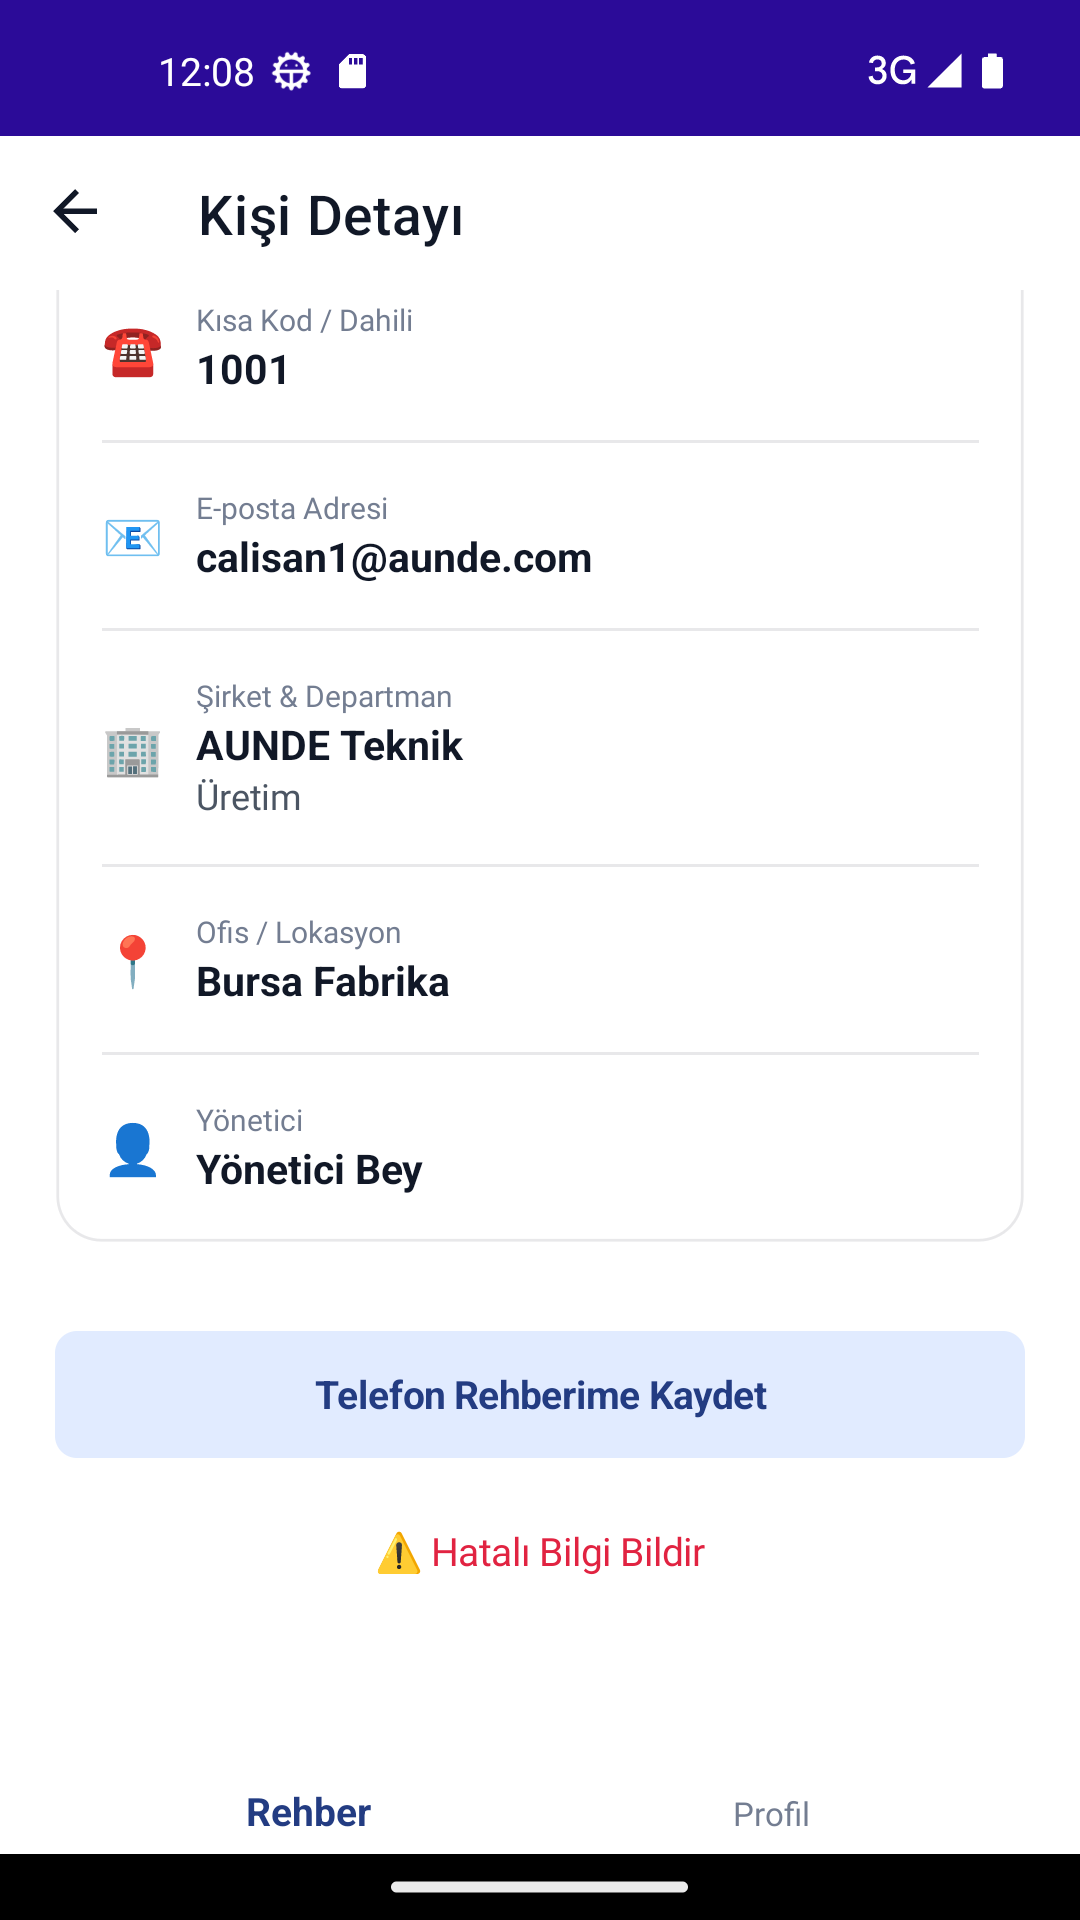 12:08
3G
Kişi Detayı
Kısa Kod / Dahili
1001
E-posta Adresi
calisan1@aunde.com
Şirket & Departman
AUNDE Teknik
Üretim
Ofis / Lokasyon
Bursa Fabrika
Yönetici
Yönetici Bey
Telefon Rehberime Kaydet
⚠️ Hatalı Bilgi Bildir
Rehber
Profil